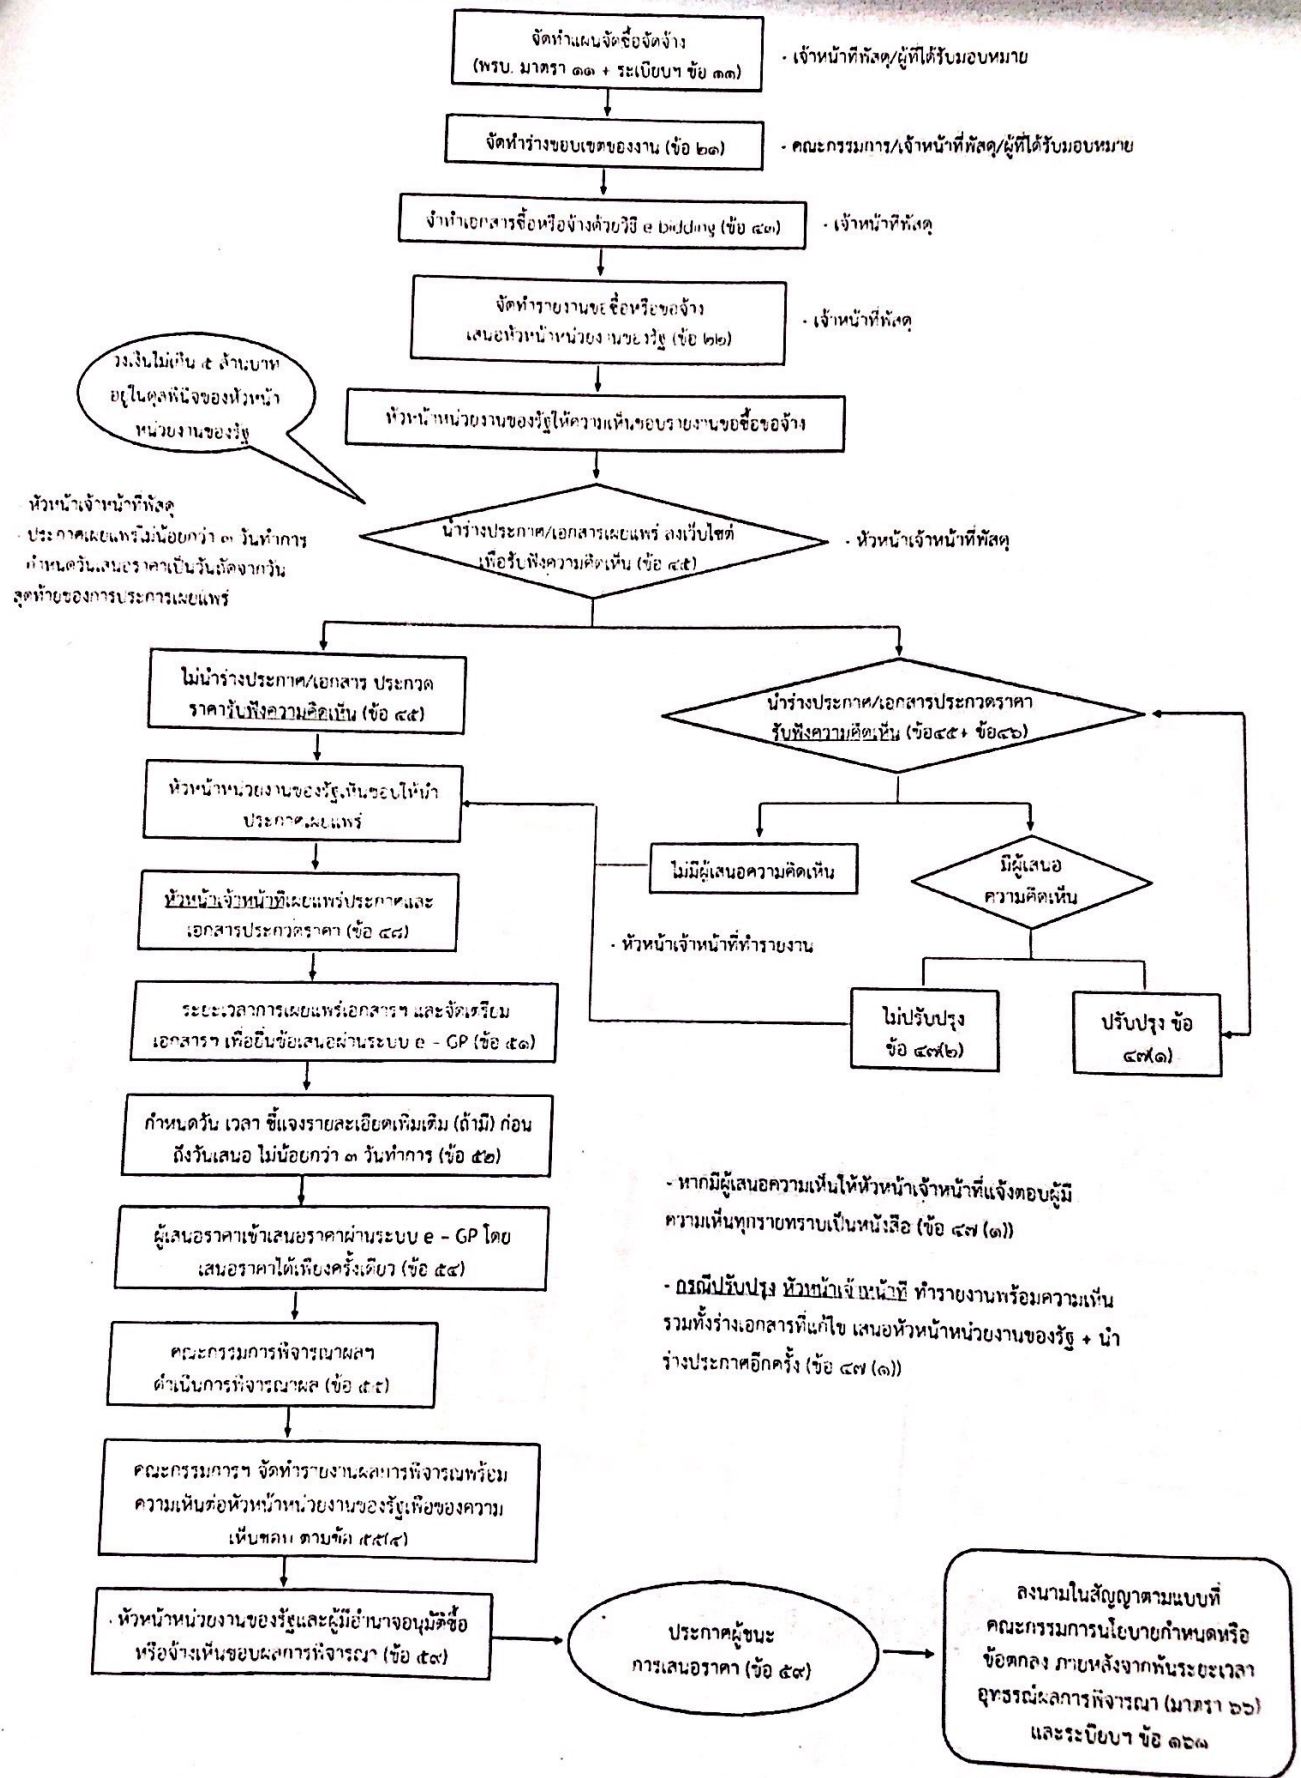 จัดทำแผนจัดซื้อจัดจ้าง
(พรบ. มาตรา ๑๑ + ระเบียบฯ ข้อ ๑๑)
- เจ้าหน้าที่พัสดุ/ผู้ที่ได้รับมอบหมาย
จัดทำร่างขอบเขตของงาน (ข้อ ๒๑)
- คณะกรรมการ/เจ้าหน้าที่พัสดุ/ผู้ที่ได้รับมอบหมาย
จำทำเอกสารซื้อหรือจ้างด้วยวิธี e bidding (ข้อ ๔๓)
- เจ้าหน้าที่พัสดุ
จัดทำรายงานขอซื้อหรือขอจ้าง
เสนอหัวหน้าหน่วยงานของรัฐ (ข้อ ๒๒)
- เจ้าหน้าที่พัสดุ
วงเงินไม่เกิน ๕ ล้านบาท
อยู่ในดุลพินิจของหัวหน้า
หน่วยงานของรัฐ
หัวหน้าหน่วยงานของรัฐให้ความเห็นชอบรายงานขอซื้อขอจ้าง
- หัวหน้าเจ้าหน้าที่พัสดุ
- ประกาศเผยแพร่ไม่น้อยกว่า ๓ วันทำการ
กำหนดวันเสนอราคาเป็นวันถัดจากวัน
สุดท้ายของการประการเผยแพร่
นำร่างประกาศ/เอกสารเผยแพร่ ลงเว็บไซต์
เพื่อรับฟังความคิดเห็น (ข้อ ๔๕)
- หัวหน้าเจ้าหน้าที่พัสดุ
ไม่นำร่างประกาศ/เอกสาร ประกวด
ราคารับฟังความคิดเห็น (ข้อ ๔๕)
นำร่างประกาศ/เอกสารประกวดราคา
รับฟังความคิดเห็น (ข้อ๔๕+ ข้อ๔๖)
หัวหน้าหน่วยงานของรัฐเห็นชอบให้นำ
ประกาศเผยแพร่
ไม่มีผู้เสนอความคิดเห็น
มีผู้เสนอ
ความคิดเห็น
หัวหน้าเจ้าหน้าที่เผยแพร่ประกาศและ
เอกสารประกวดราคา (ข้อ ๔๘)
- หัวหน้าเจ้าหน้าที่ทำรายงาน
ระยะเวลาการเผยแพร่เอกสารฯ และจัดเตรียม
เอกสารฯ เพื่อยื่นข้อเสนอผ่านระบบ e - GP (ข้อ ๕๑)
ไม่ปรับปรุง
ข้อ ๔๗(๒)
ปรับปรุง ข้อ
๔๗(๑)
กำหนดวัน เวลา ชี้แจงรายละเอียดเพิ่มเติม (ถ้ามี) ก่อน
ถึงวันเสนอ ไม่น้อยกว่า ๓ วันทำการ (ข้อ ๕๒)
- หากมีผู้เสนอความเห็นให้หัวหน้าเจ้าหน้าที่แจ้งตอบผู้มี
ความเห็นทุกรายทราบเป็นหนังสือ (ข้อ ๔๗ (๑))
ผู้เสนอราคาเข้าเสนอราคาผ่านระบบ e - GP โดย
เสนอราคาได้เพียงครั้งเดียว (ข้อ ๕๔)
- กรณีปรับปรุง หัวหน้าเจ้าหน้าที่ ทำรายงานพร้อมความเห็น
รวมทั้งร่างเอกสารที่แก้ไข เสนอหัวหน้าหน่วยงานของรัฐ + นำ
ร่างประกาศอีกครั้ง (ข้อ ๔๗ (๑))
คณะกรรมการพิจารณาผลฯ
ดำเนินการพิจารณาผล (ข้อ ๕๕)
คณะกรรมการฯ จัดทำรายงานผลการพิจารณพร้อม
ความเห็นต่อหัวหน้าหน่วยงานของรัฐเพื่อของความ
เห็นชอบ ตามข้อ ๕๕(๔)
- หัวหน้าหน่วยงานของรัฐและผู้มีอำนาจอนุมัติซื้อ
หรือจ้างเห็นชอบผลการพิจารณา (ข้อ ๕๙)
ประกาศผู้ชนะ
การเสนอราคา (ข้อ ๕๙)
ลงนามในสัญญาตามแบบที่
คณะกรรมการนโยบายกำหนดหรือ
ข้อตกลง ภายหลังจากพ้นระยะเวลา
อุทธรณ์ผลการพิจารณา (มาตรา ๖๖)
และระบียบฯ ข้อ ๑๖๑